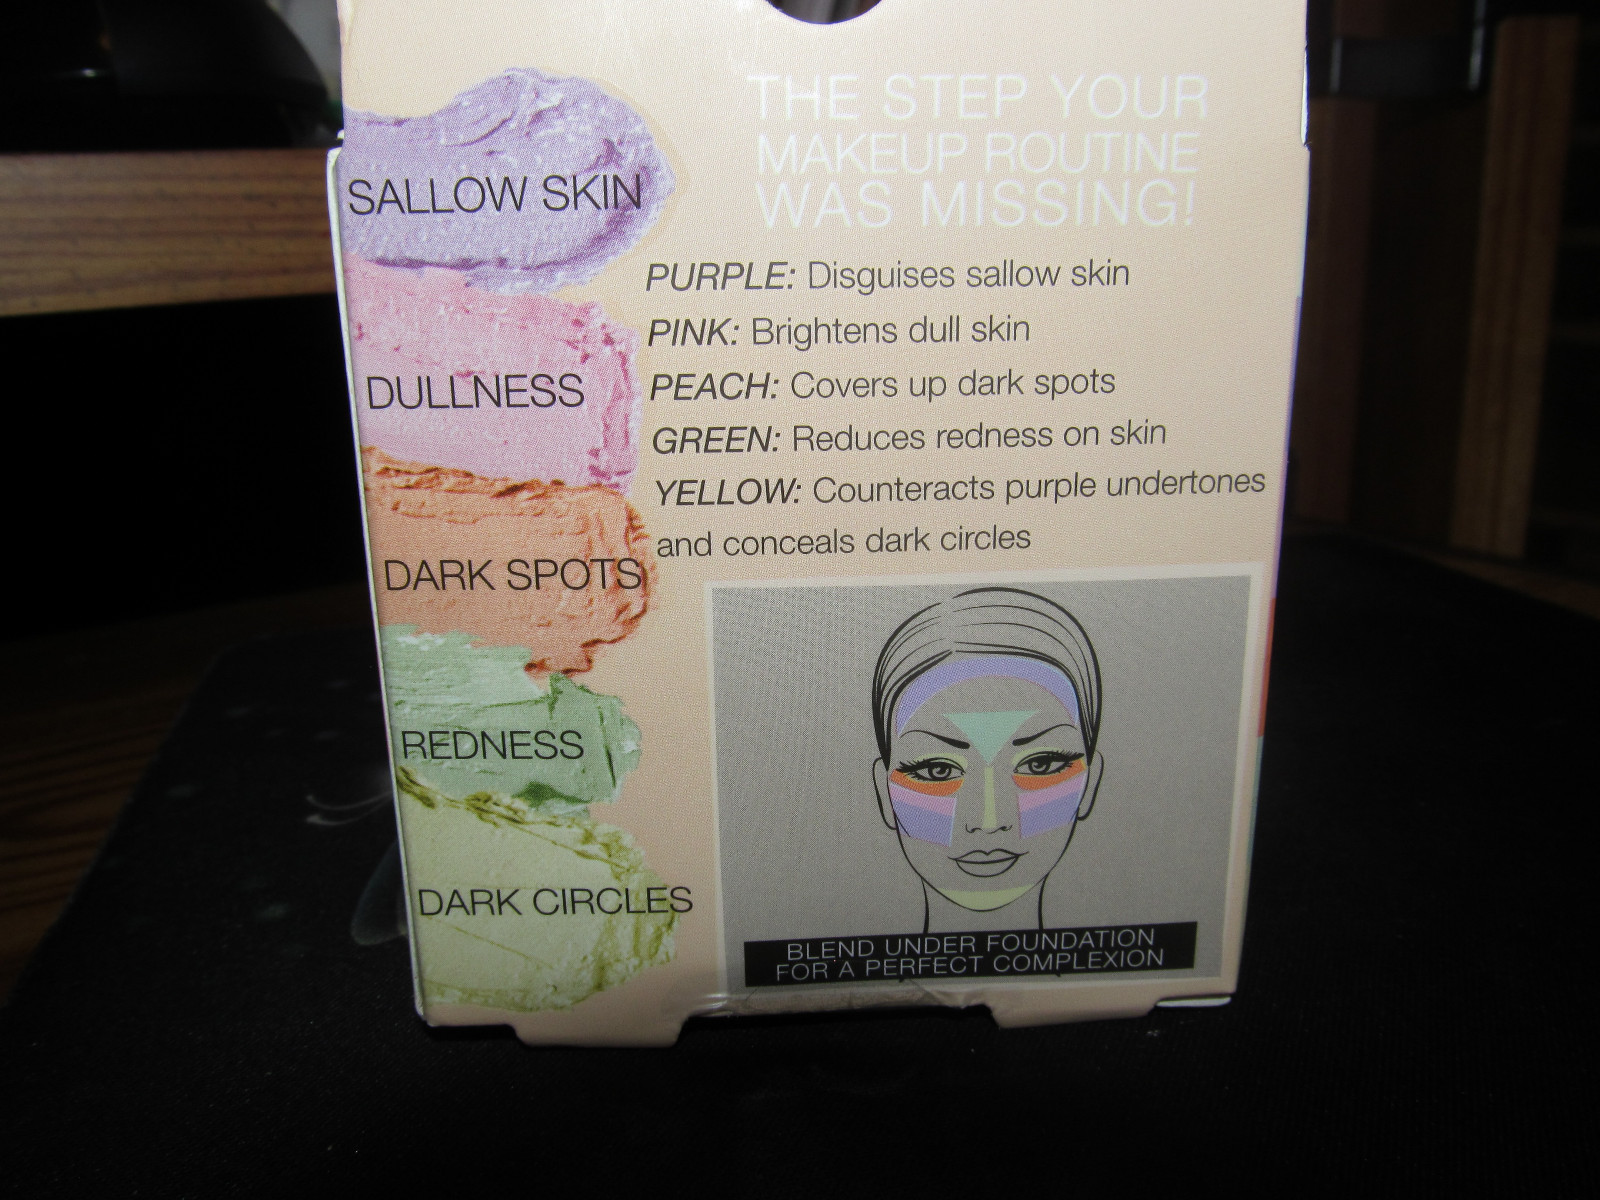 THE STEP YOUR
MAKEUP ROUTINE
WAS MISSING!
SALLOW SKIN
DULLNESS
DARK SPOTS
REDNESS
DARK CIRCLES
PURPLE: Disguises sallow skin
PINK: Brightens dull skin
PEACH: Covers up dark spots
GREEN: Reduces redness on skin
YELLOW: Counteracts purple undertones
and conceals dark circles
BLEND UNDER FOUNDATION
FOR A PERFECT COMPLEXION